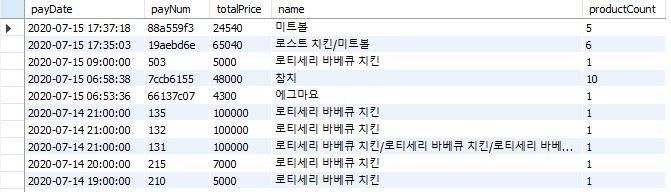 payDate payNum totalPrice name productCount
2020-07-15 17:37:18 88a559f3 24540 미트볼 5
2020-07-15 17:35:03 19aebd6e 65040 로스트 치킨/미트볼 6
2020-07-15 09:00:00 503 5000 로티세리 바베큐 치킨 1
2020-07-15 06:58:38 7ccb6155 48000 참치 10
2020-07-15 06:53:36 66137c07 4300 에그마요 1
2020-07-14 21:00:00 135 100000 로티세리 바베큐 치킨 1
2020-07-14 21:00:00 132 100000 로티세리 바베큐 치킨 1
2020-07-14 21:00:00 131 100000 로티세리 바베큐 치킨/로티세리 바베큐 치킨/로티세리 바베... 1
2020-07-14 20:00:00 215 7000 로티세리 바베큐 치킨 1
2020-07-14 19:00:00 210 5000 로티세리 바베큐 치킨 1